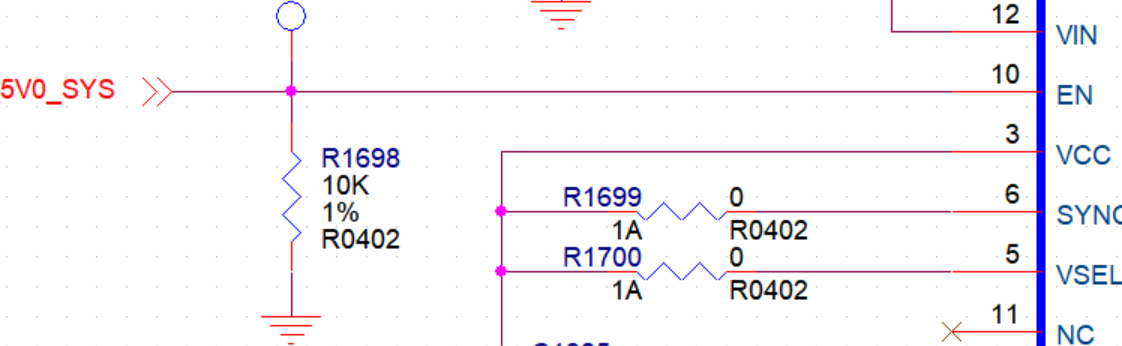 12
VIN
5V0_SYS
10
EN
3
VCC
R1698
10K
1%
R0402
R1699
0
1A
R0402
6
SYNC
R1700
0
1A
R0402
5
VSEL
11
NC